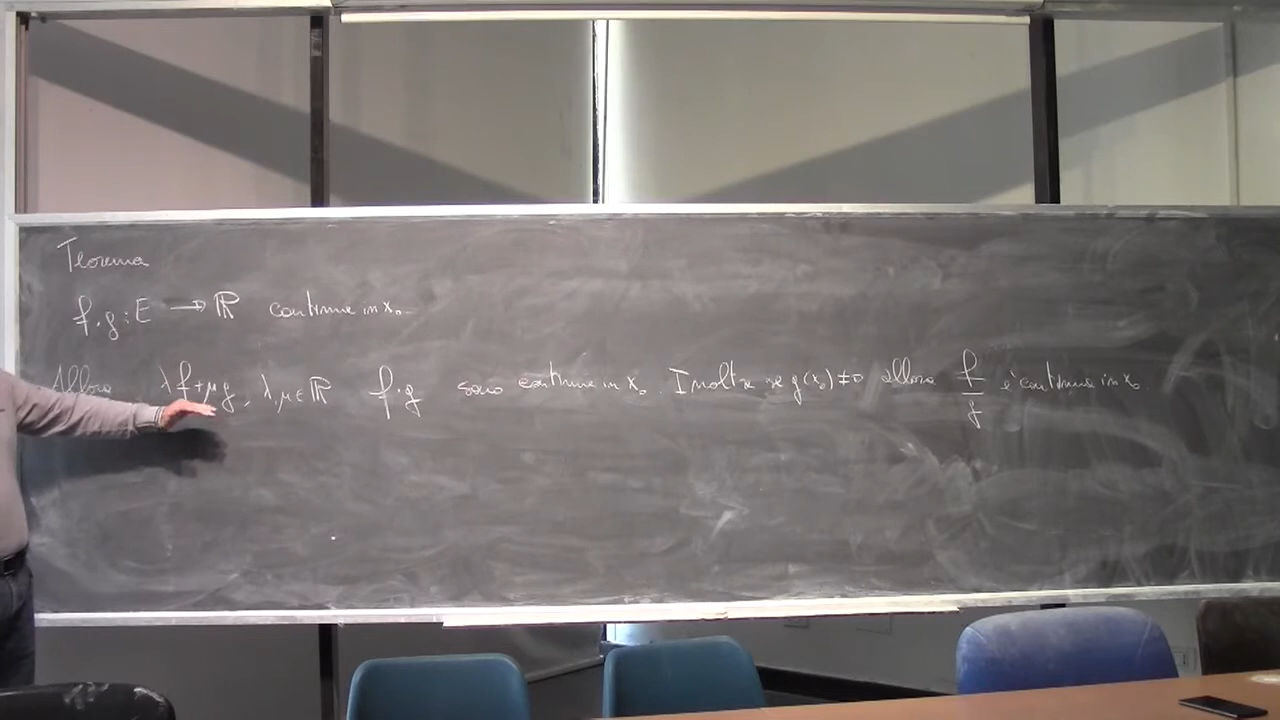 Teorema
f, g : E → ℝ continue in x₀
Allora λf+μg, λ,μ ∈ ℝ f·g sono continue in x₀. Inoltre se g(x₀) ≠ 0 allora f/g è continua in x₀